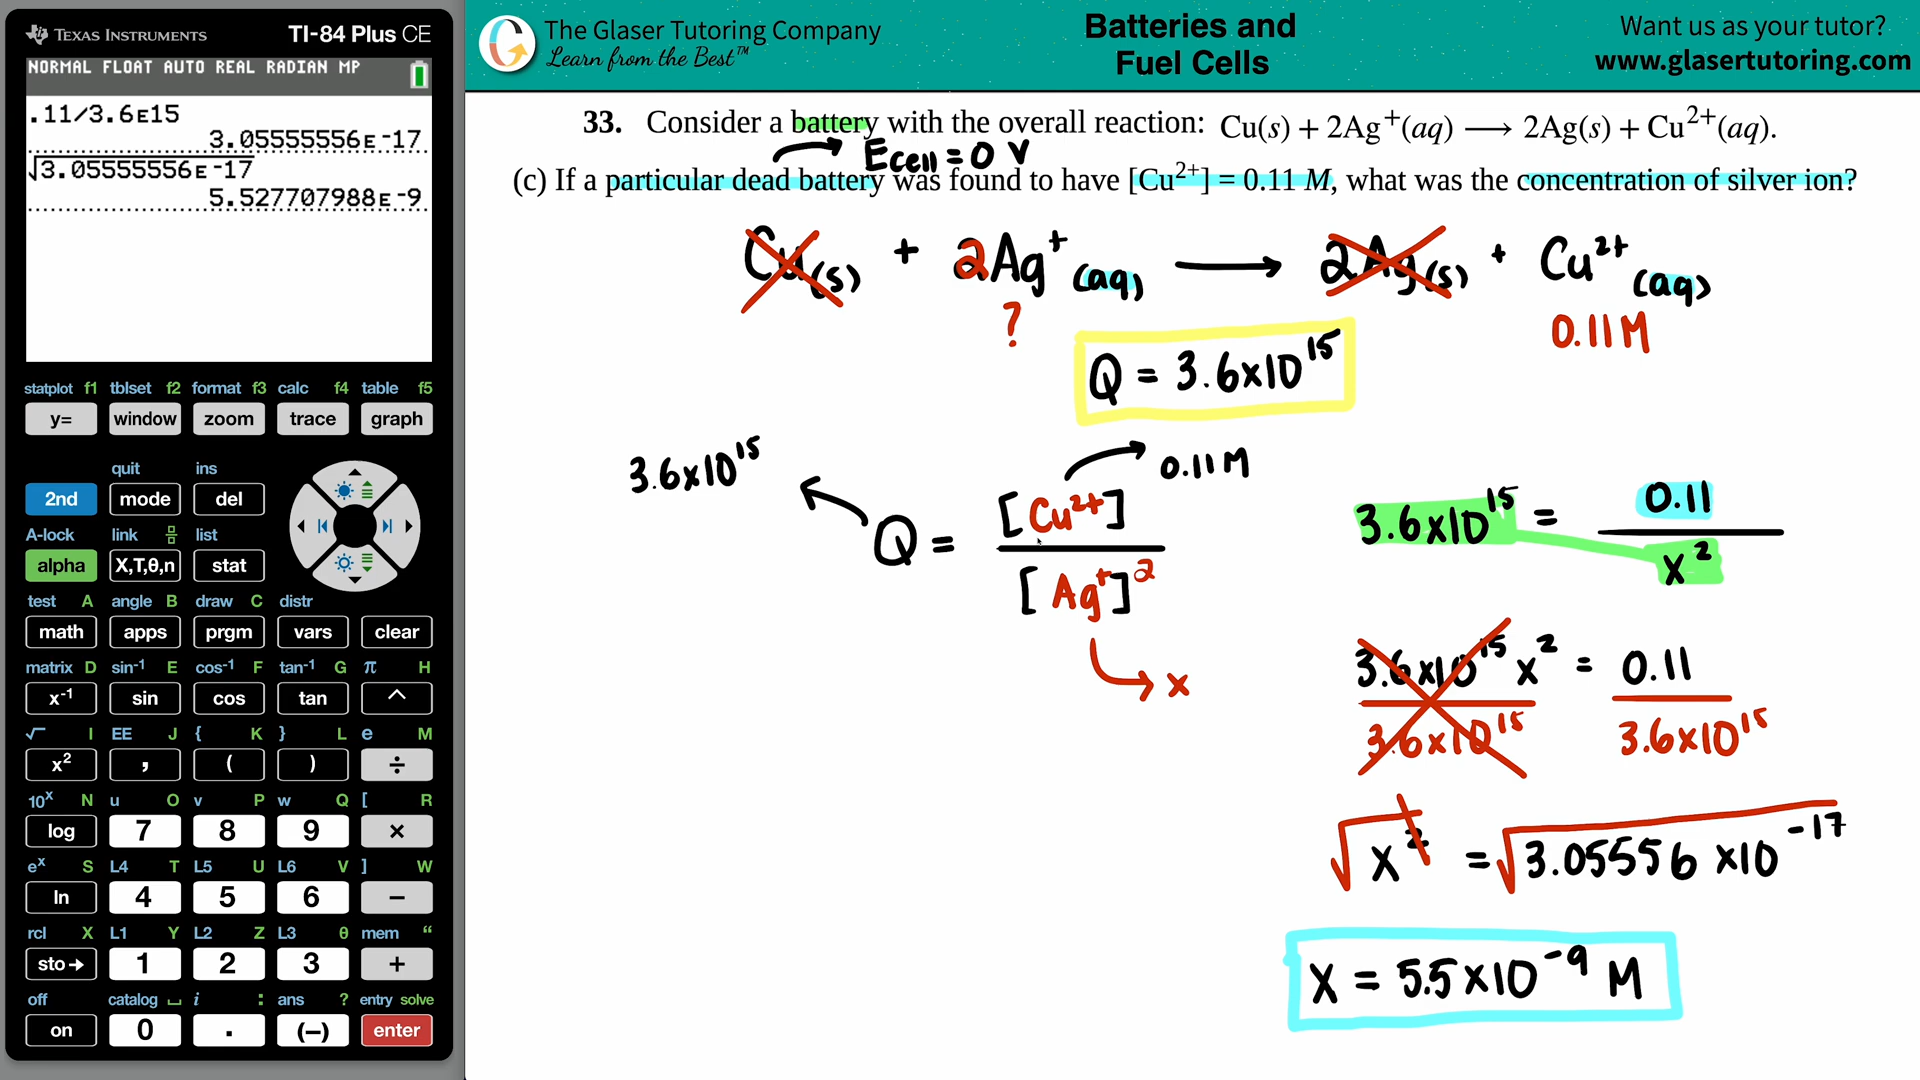 TEXAS INSTRUMENTS TI-84 Plus CE
NORMAL FLOAT AUTO REAL RADIAN MP
.11/3.6E15
3.05555556E-17
√3.05555556E-17
5.527707988E-9
statplot f1 tblset f2 format f3 calc f4 table f5
y= window zoom trace graph
quit ins
2nd mode del
A-lock link list
alpha X,T,θ,n stat
test A angle B draw C distr
math apps prgm vars clear
matrix D sin⁻¹ E cos⁻¹ F tan⁻¹ G π H
x⁻¹ sin cos tan ^
√ I EE J { K } L e M
x² , ( ) ÷
10ˣ N u O v P w Q [ R
log 7 8 9 ×
eˣ S L4 T L5 U L6 V ] W
ln 4 5 6 −
rcl X L1 Y L2 Z L3 θ mem “
sto→ 1 2 3 +
off catalog ⎵ i : ans ? entry solve
on 0 . (−) enter
The Glaser Tutoring Company
Learn from the Best™
Batteries and
Fuel Cells
Want us as your tutor?
www.glasertutoring.com
33. Consider a battery with the overall reaction: Cu(s) + 2Ag⁺(aq) ⟶ 2Ag(s) + Cu²⁺(aq).
Ecell = 0 V
(c) If a particular dead battery was found to have [Cu²⁺] = 0.11 M, what was the concentration of silver ion?
Cu(s) + 2Ag⁺(aq) → 2Ag(s) + Cu²⁺(aq)
? 0.11M
Q = 3.6x10¹⁵
3.6x10¹⁵
0.11M
Q = [Cu²⁺]
[Ag⁺]²
x
3.6x10¹⁵ = 0.11
x²
3.6x10¹⁵ x² = 0.11
3.6x10¹⁵ 3.6x10¹⁵
√x² = √3.05556 x10⁻¹⁷
X = 5.5x10⁻⁹ M